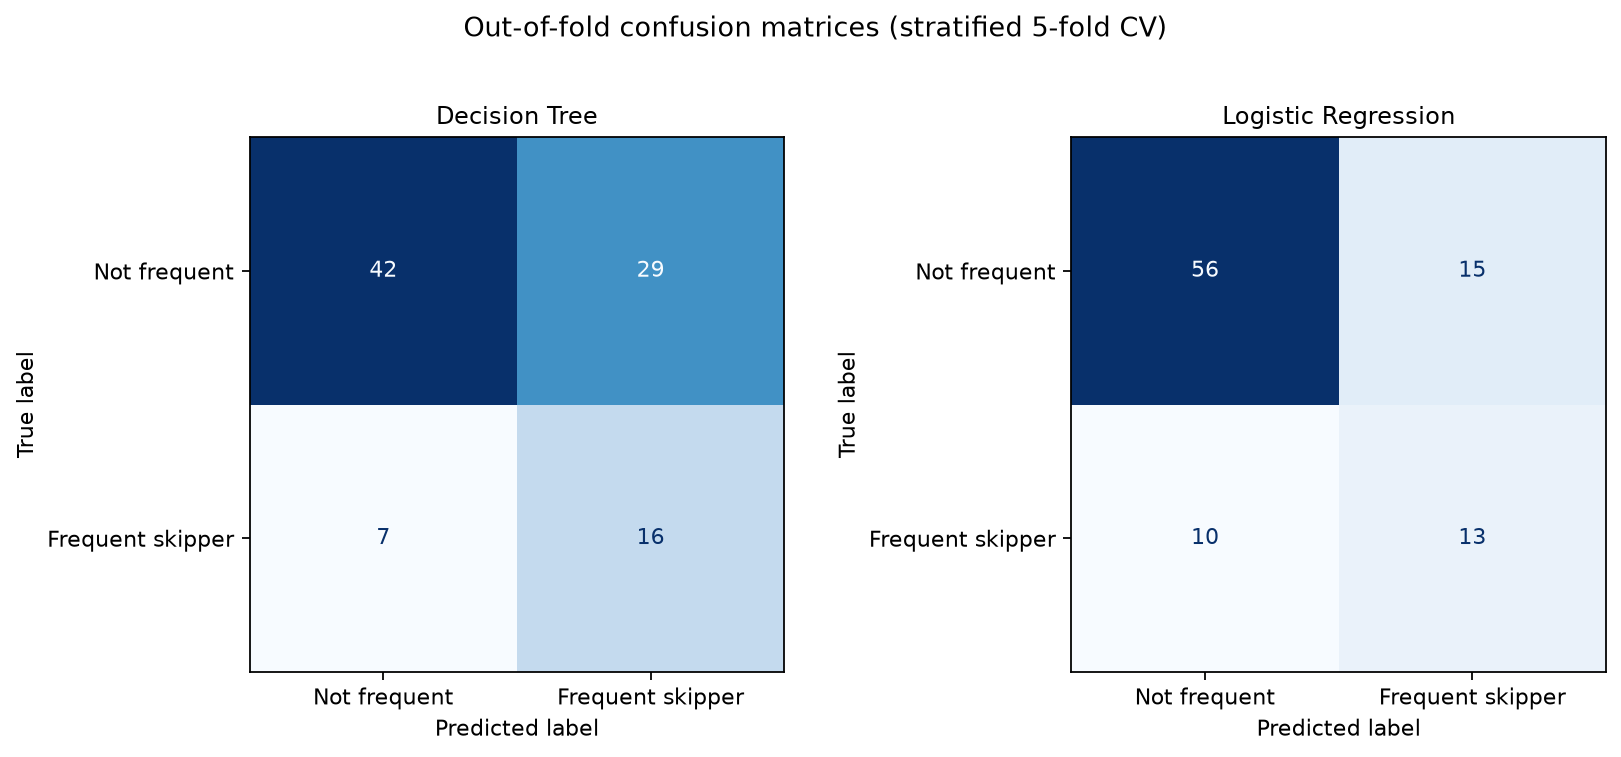 Out-of-fold confusion matrices (stratified 5-fold CV)
Decision Tree
True label
Not frequent
42
29
Frequent skipper
7
16
Not frequent
Frequent skipper
Predicted label
Logistic Regression
True label
Not frequent
56
15
Frequent skipper
10
13
Not frequent
Frequent skipper
Predicted label